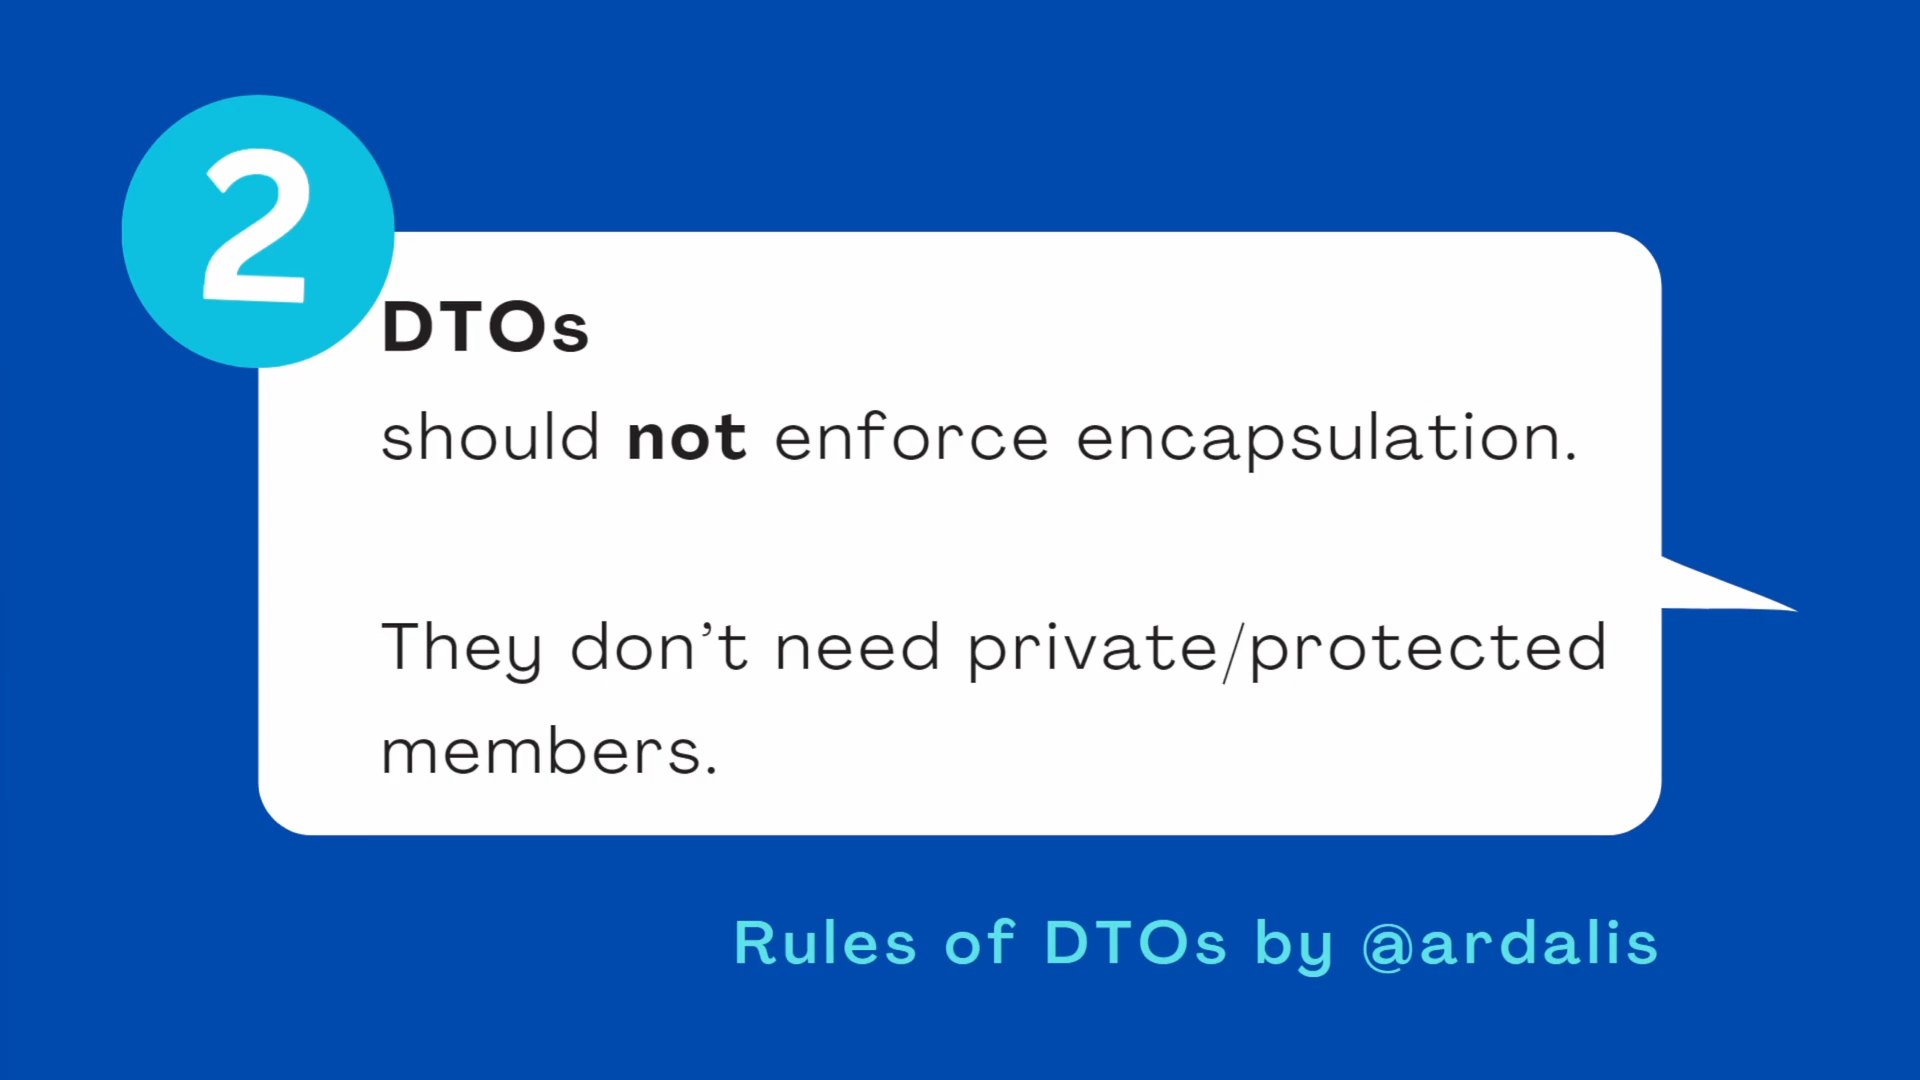 2
DTOs
should not enforce encapsulation.
They don’t need private/protected
members.
Rules of DTOs by @ardalis